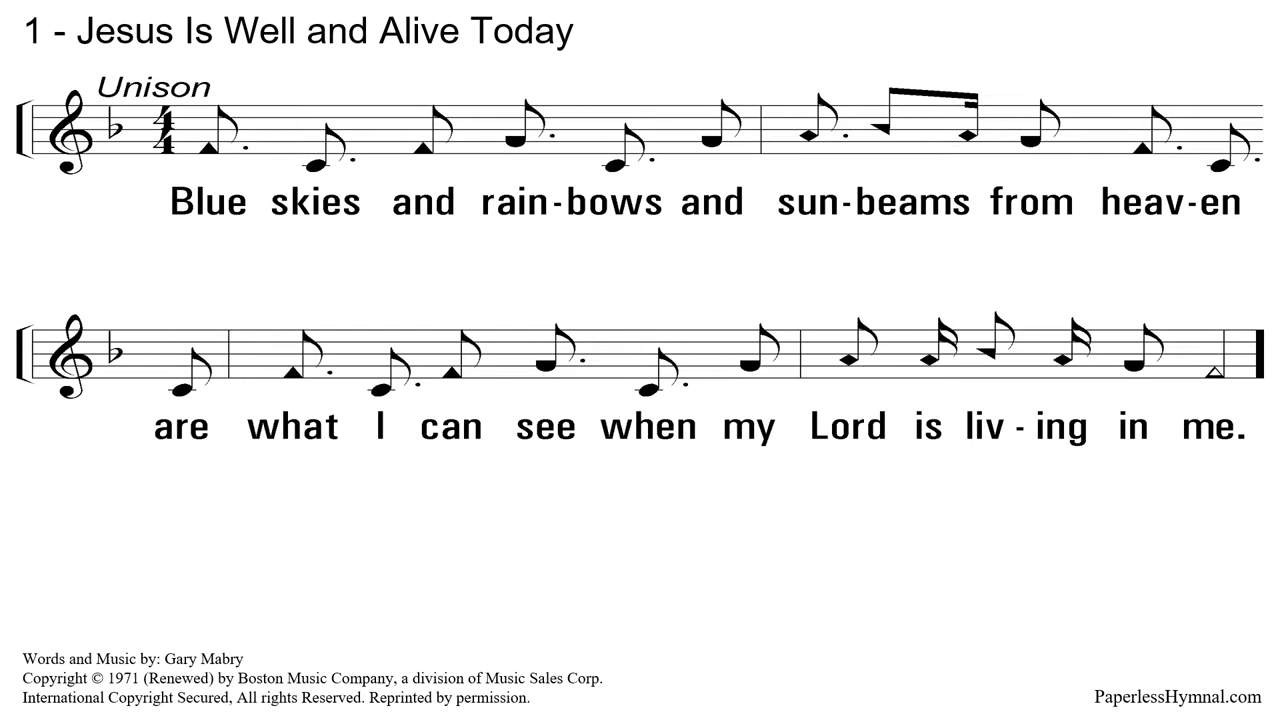 1 - Jesus Is Well and Alive Today
Unison
4
4
Blue skies and rain-bows and sun-beams from heav-en
are what I can see when my Lord is liv - ing in me.
Words and Music by: Gary Mabry
Copyright © 1971 (Renewed) by Boston Music Company, a division of Music Sales Corp.
International Copyright Secured, All rights Reserved. Reprinted by permission.
PaperlessHymnal.com